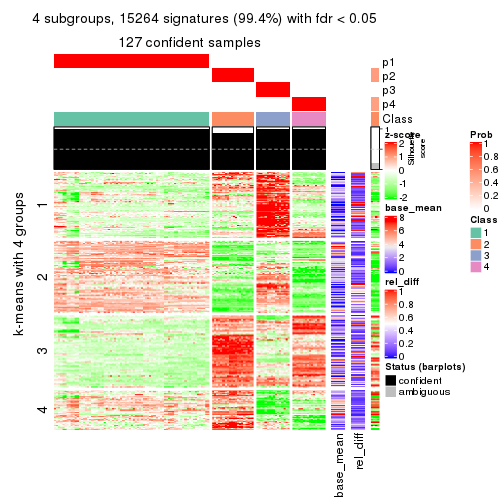 4 subgroups, 15264 signatures (99.4%) with fdr < 0.05
127 confident samples
p1
p2
p3
p4
Class
1
Silhouette
score
k-means with 4 groups
1
2
3
4
base_mean
rel_diff
z-score
2
1
0
-1
-2
base_mean
8
6
4
2
0
rel_diff
1
0.8
0.6
0.4
0.2
0
Status (barplots)
confident
ambiguous
Prob
1
0.8
0.6
0.4
0.2
0
Class
1
2
3
4